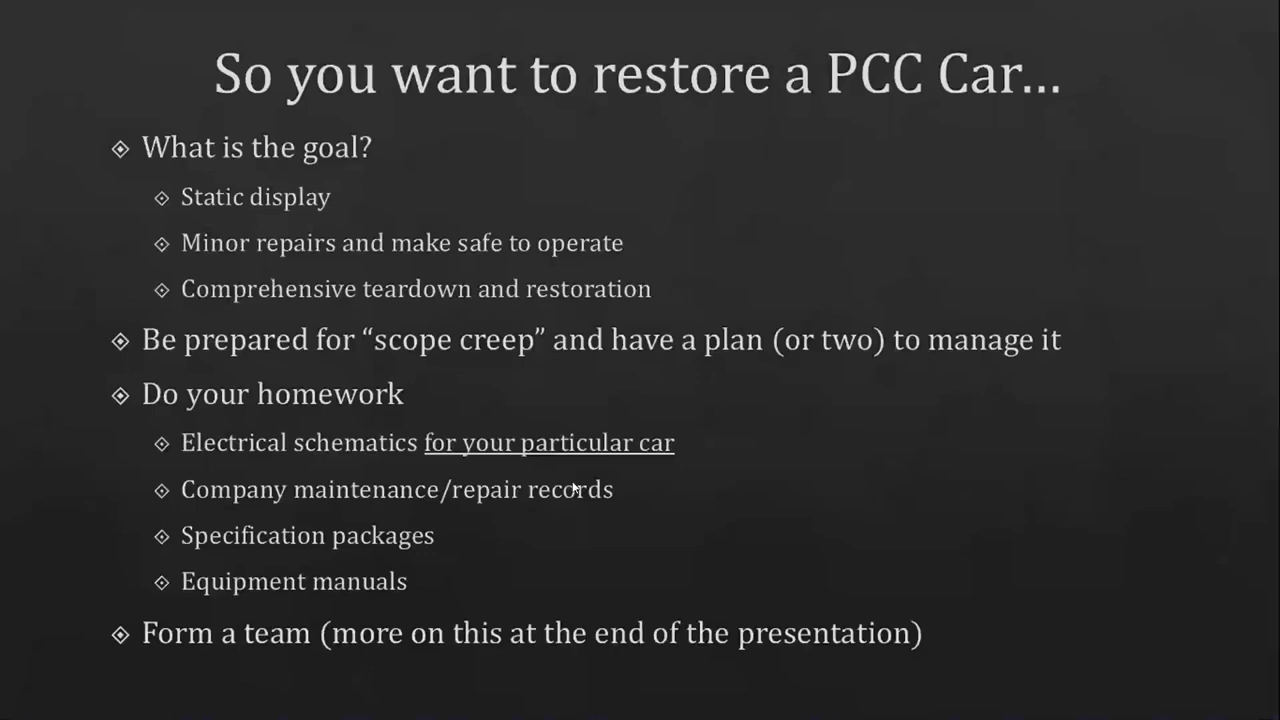 So you want to restore a PCC Car...
What is the goal?
Static display
Minor repairs and make safe to operate
Comprehensive teardown and restoration
Be prepared for “scope creep” and have a plan (or two) to manage it
Do your homework
Electrical schematics for your particular car
Company maintenance/repair records
Specification packages
Equipment manuals
Form a team (more on this at the end of the presentation)